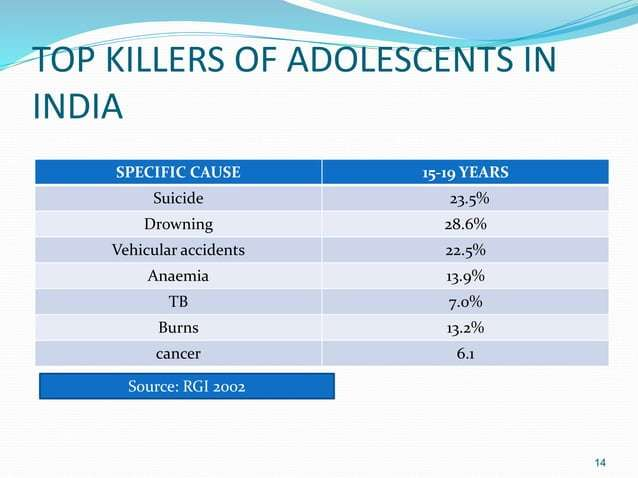 TOP KILLERS OF ADOLESCENTS IN
INDIA
SPECIFIC CAUSE 15-19 YEARS
Suicide 23.5%
Drowning 28.6%
Vehicular accidents 22.5%
Anaemia 13.9%
TB 7.0%
Burns 13.2%
cancer 6.1
Source: RGI 2002
14